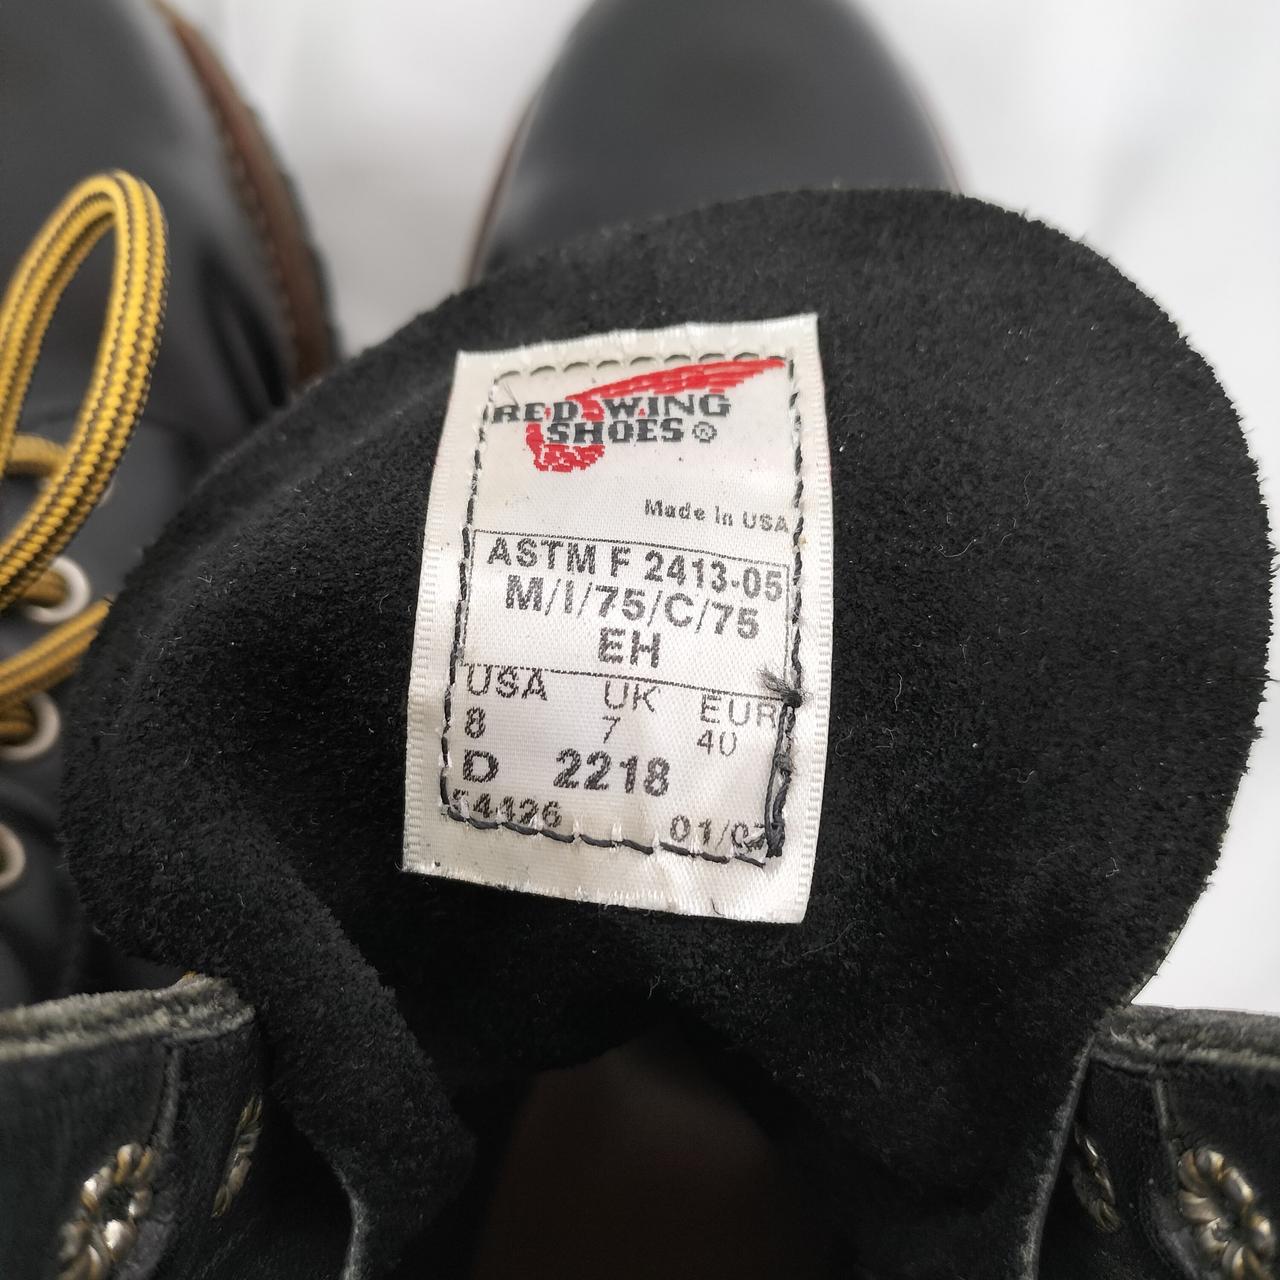 RED WING
SHOES ®
Made in USA
ASTM F 2413-05
M/I/75/C/75
EH
USA UK EUR
8 7 40
D 2218